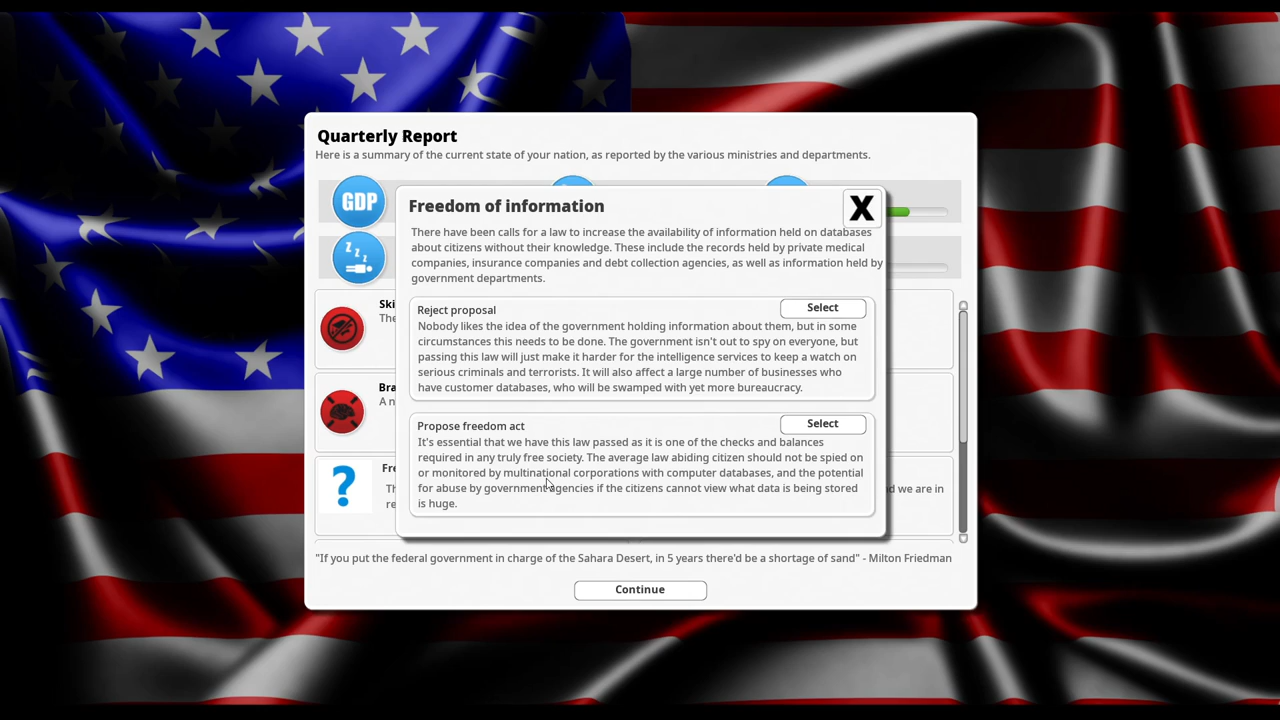 Quarterly Report
Here is a summary of the current state of your nation, as reported by the various ministries and departments.
GDP
Freedom of information
X
There have been calls for a law to increase the availability of information held on databases
about citizens without their knowledge. These include the records held by private medical
companies, insurance companies and debt collection agencies, as well as information held by
government departments.
Reject proposal
Select
Nobody likes the idea of the government holding information about them, but in some
circumstances this needs to be done. The government isn't out to spy on everyone, but
passing this law will just make it harder for the intelligence services to keep a watch on
serious criminals and terrorists. It will also affect a large number of businesses who
have customer databases, who will be swamped with yet more bureaucracy.
Propose freedom act
Select
It's essential that we have this law passed as it is one of the checks and balances
required in any truly free society. The average law abiding citizen should not be spied on
or monitored by multinational corporations with computer databases, and the potential
for abuse by government agencies if the citizens cannot view what data is being stored
is huge.
Ski
The
Bra
A n
Fre
Th
d we are in
re
"If you put the federal government in charge of the Sahara Desert, in 5 years there'd be a shortage of sand" - Milton Friedman
Continue